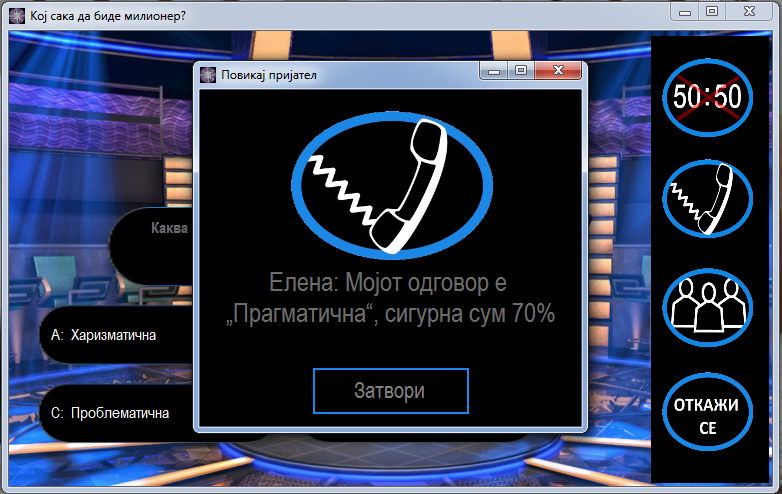 Кој сака да биде милионер?
Повикај пријател
50:50
Каква
Елена: Мојот одговор е
„Прагматична“, сигурна сум 70%
A: Харизматична
C: Проблематична
Затвори
ОТКАЖИ
СЕ